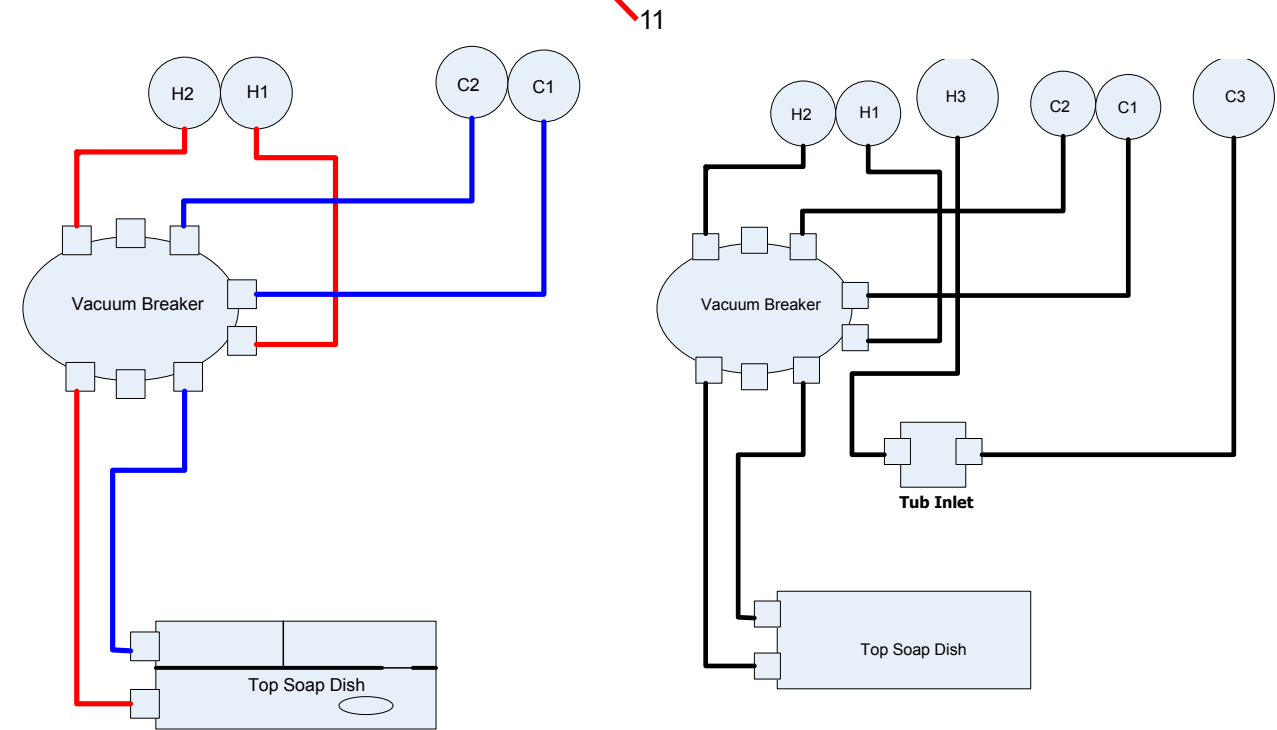 11
H2
H1
C2
C1
Vacuum Breaker
Top Soap Dish
H2
H1
H3
C2
C1
C3
Vacuum Breaker
Tub Inlet
Top Soap Dish